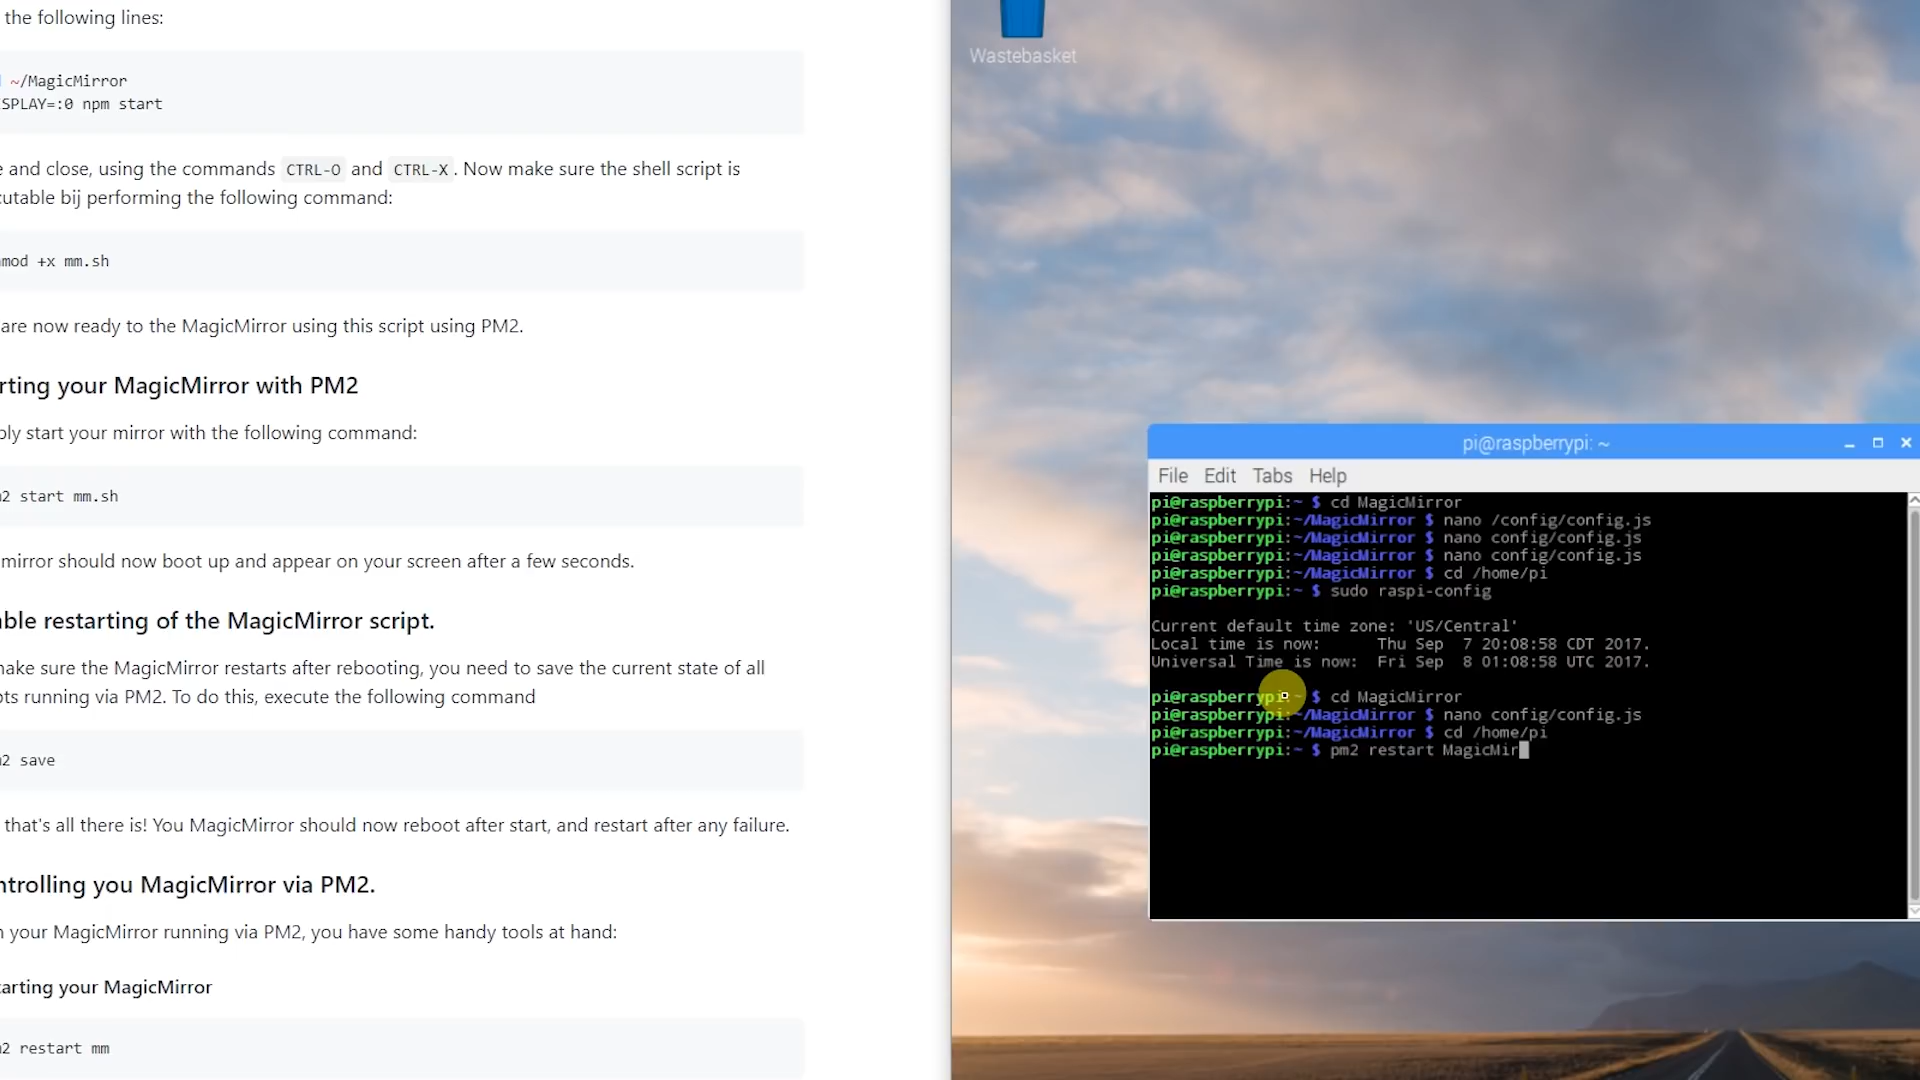 the following lines:
~/MagicMirror
SPLAY=:0 npm start
e and close, using the commands CTRL-O and CTRL-X. Now make sure the shell script is
cutable bij performing the following command:
mod +x mm.sh
are now ready to the MagicMirror using this script using PM2.
rting your MagicMirror with PM2
ply start your mirror with the following command:
2 start mm.sh
mirror should now boot up and appear on your screen after a few seconds.
able restarting of the MagicMirror script.
make sure the MagicMirror restarts after rebooting, you need to save the current state of all
pts running via PM2. To do this, execute the following command
2 save
that's all there is! You MagicMirror should now reboot after start, and restart after any failure.
ntrolling you MagicMirror via PM2.
n your MagicMirror running via PM2, you have some handy tools at hand:
tarting your MagicMirror
2 restart mm
Wastebasket
pi@raspberrypi: ~
File Edit Tabs Help
pi@raspberrypi:~ $ cd MagicMirror
pi@raspberrypi:~/MagicMirror $ nano /config/config.js
pi@raspberrypi:~/MagicMirror $ nano config/config.js
pi@raspberrypi:~/MagicMirror $ nano config/config.js
pi@raspberrypi:~/MagicMirror $ cd /home/pi
pi@raspberrypi:~ $ sudo raspi-config
Current default time zone: 'US/Central'
Local time is now:      Thu Sep  7 20:08:58 CDT 2017.
Universal Time is now:  Fri Sep  8 01:08:58 UTC 2017.
pi@raspberrypi:~ $ cd MagicMirror
pi@raspberrypi:~/MagicMirror $ nano config/config.js
pi@raspberrypi:~/MagicMirror $ cd /home/pi
pi@raspberrypi:~ $ pm2 restart MagicMir